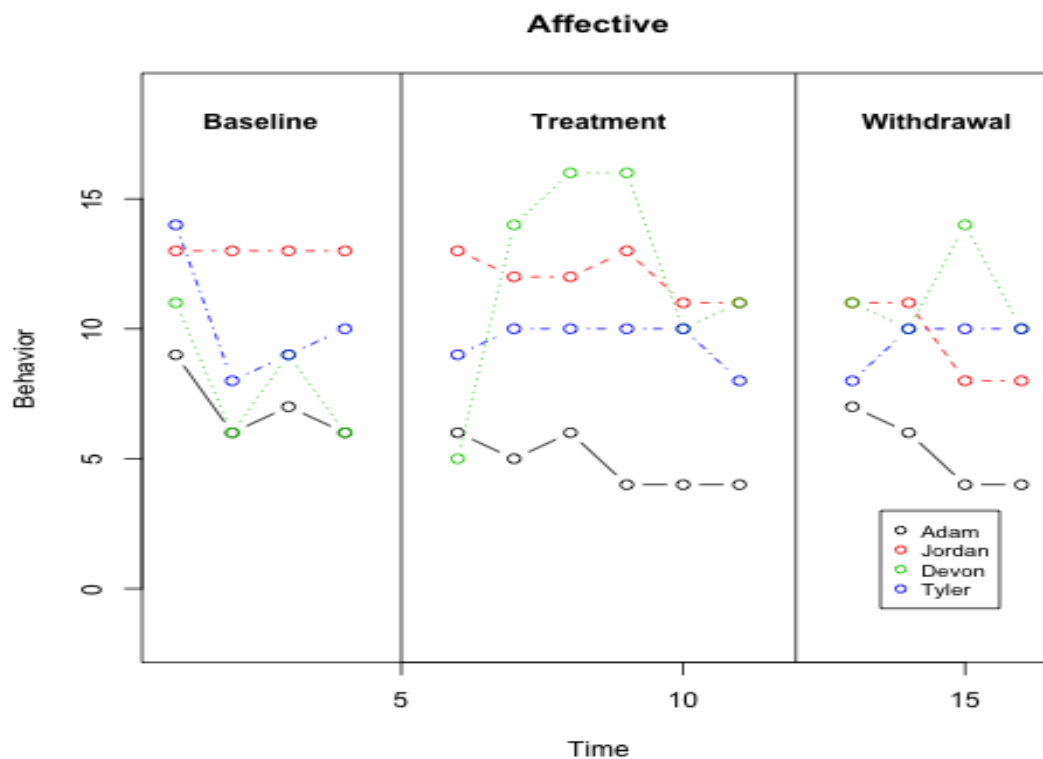 Affective
Baseline Treatment Withdrawal
15
10
5
0
Behavior
Adam
Jordan
Devon
Tyler
5 10 15
Time